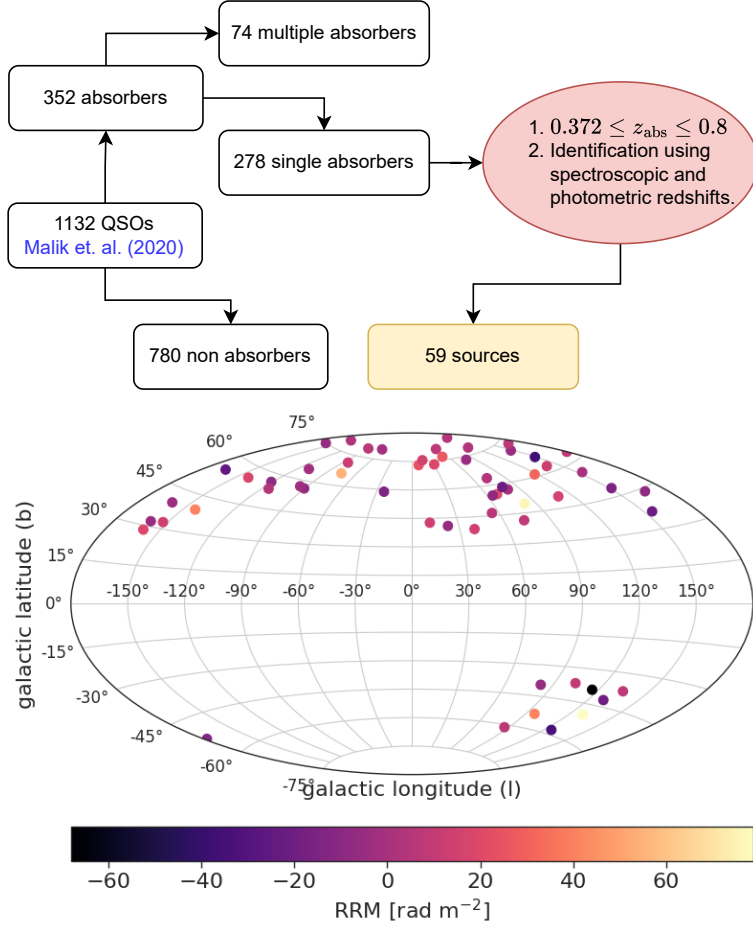 74 multiple absorbers
352 absorbers
278 single absorbers
1. 0.372 ≤ z_abs ≤ 0.8
2. Identification using
spectroscopic and
photometric redshifts.
1132 QSOs
Malik et. al. (2020)
780 non absorbers
59 sources
75°
60°
45°
30°
15°
0°
-15°
-30°
-45°
-60°
-75°
-150° -120° -90° -60° -30° 0° 30° 60° 90° 120° 150°
galactic latitude (b)
galactic longitude (l)
−60 −40 −20 0 20 40 60
RRM [rad m⁻²]